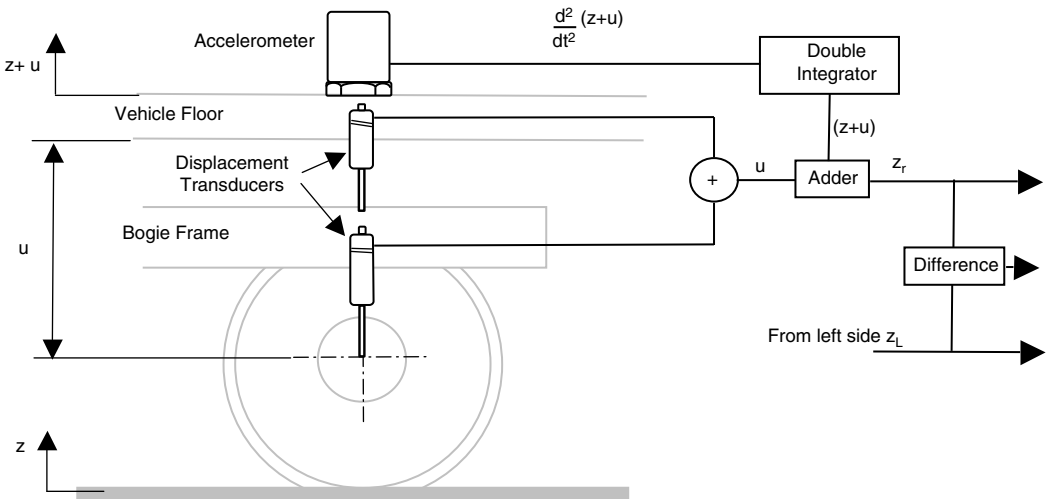 Accelerometer
d²
dt²
(z+u)
z+ u
Double
Integrator
Vehicle Floor
(z+u)
Displacement
Transducers
+
u
Adder
z_r
u
Bogie Frame
Difference
From left side z_L
z